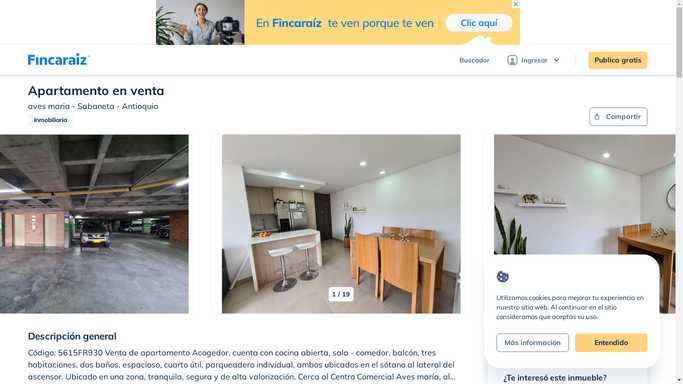 En Fincaraíz te ven porque te ven
Clic aquí
Fincaraiz
Buscador
Ingresar
Publica gratis
Apartamento en venta
aves maria - Sabaneta - Antioquia
Inmobiliaria
Compartir
1 / 19
Utilizamos cookies para mejorar tu experiencia en
nuestro sitio web. Al continuar en el sitio
consideramos que aceptas su uso.
Más información
Entendido
Descripción general
Código: 5615FR930 Venta de apartamento Acogedor, cuenta con cocina abierta, sala - comedor, balcón, tres
habitaciones, dos baños, espacioso, cuarto útil, parqueadero individual, ambos ubicados en el sótano al lateral del
ascensor. Ubicado en una zona, tranquila, segura y de alta valorización. Cerca al Centro Comercial Aves maría, al...
¿Te interesó este inmueble?